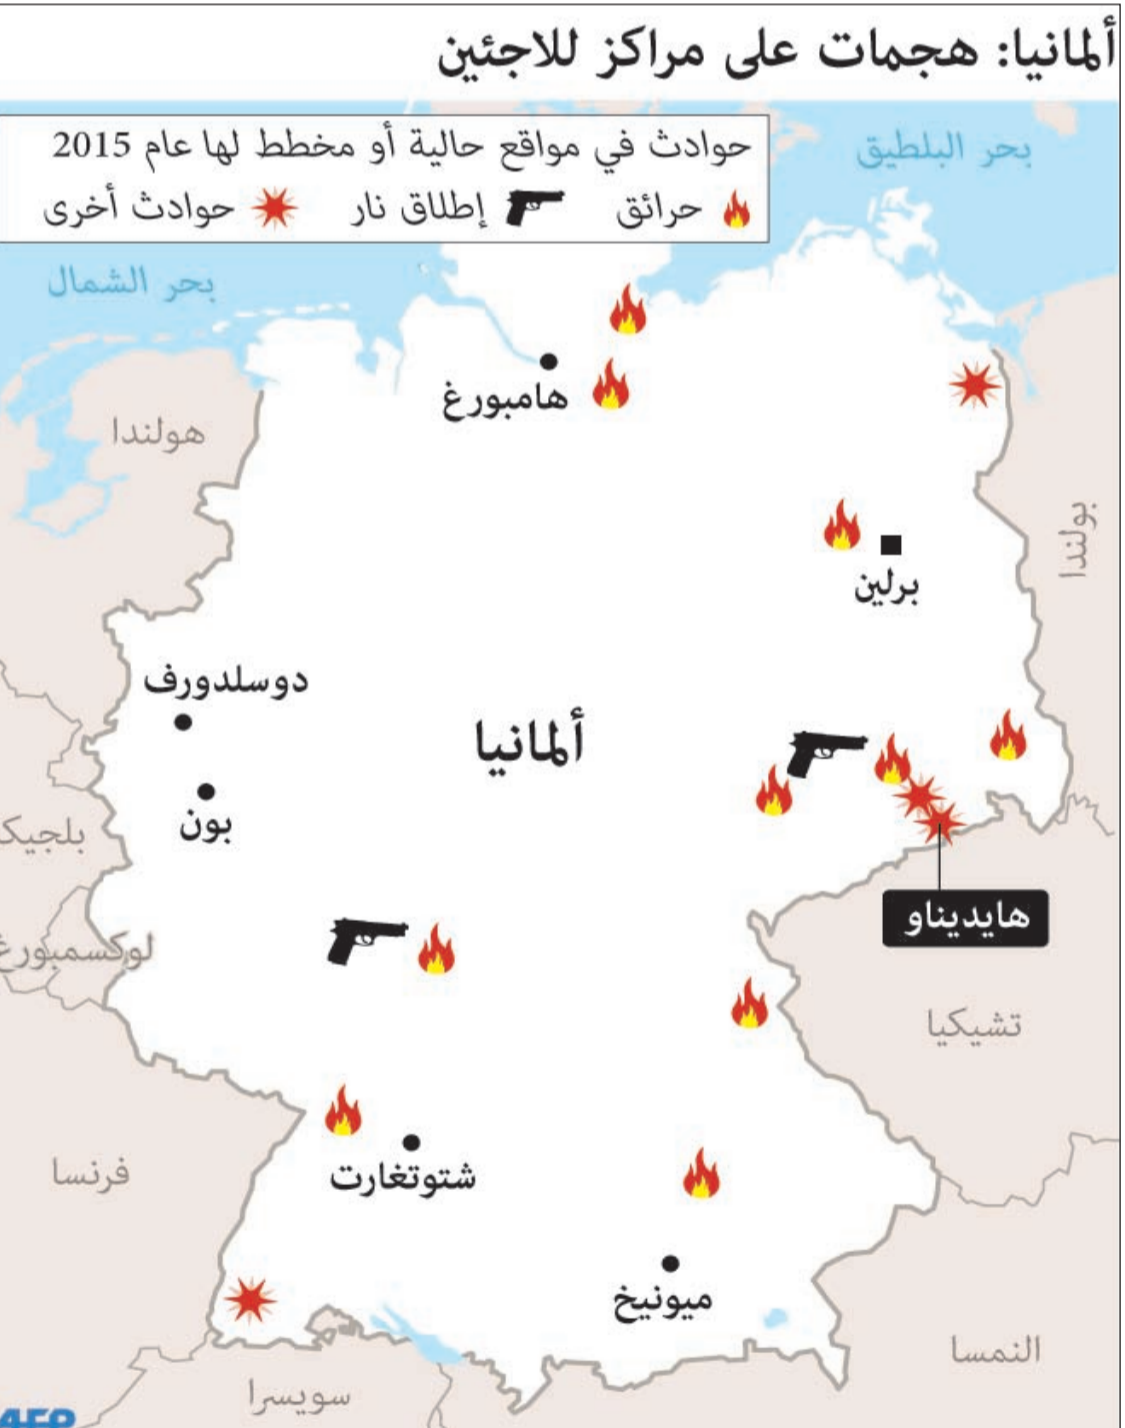 ألمانيا: هجمات على مراكز للاجئين
حوادث في مواقع حالية أو مخطط لها عام 2015
حرائق إطلاق نار حوادث أخرى
بحر البلطيق
بحر الشمال
هامبورغ
هولندا
بولندا
برلين
دوسلدورف
ألمانيا
بون
بلجيك
هايديناو
لوكسمبورغ
تشيكيا
شتوتغارت
فرنسا
ميونيخ
النمسا
سويسرا
AFP